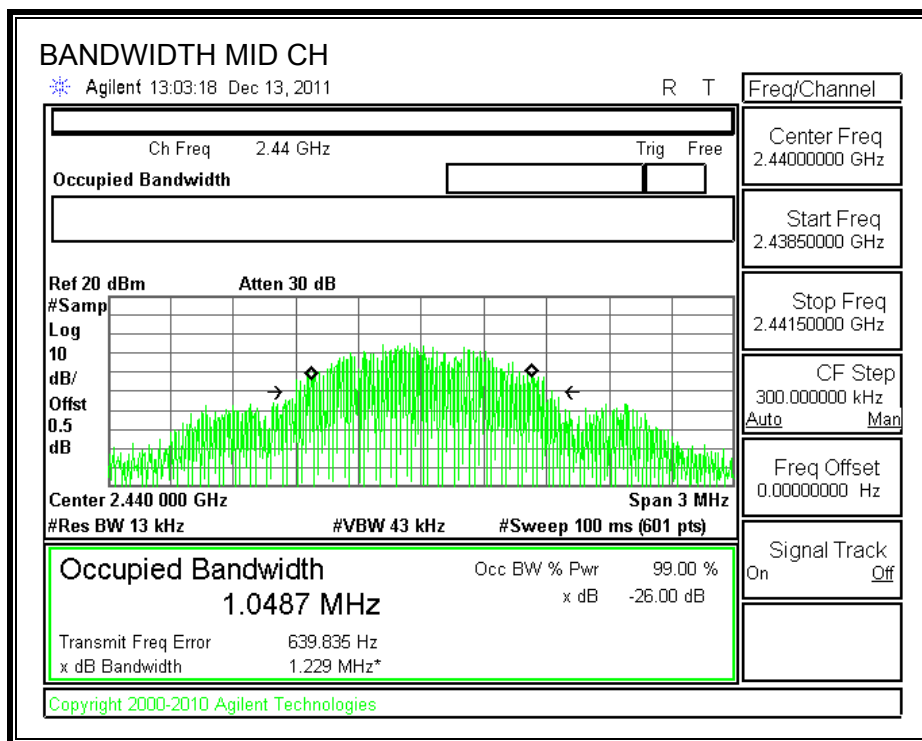 BANDWIDTH MID CH
Agilent 13:03:18 Dec 13, 2011 R T
Freq/Channel
Ch Freq 2.44 GHz Trig Free
Occupied Bandwidth
Center Freq
2.44000000 GHz
Start Freq
2.43850000 GHz
Stop Freq
2.44150000 GHz
CF Step
300.000000 kHz
Auto Man
Freq Offset
0.00000000 Hz
Signal Track
On Off
Ref 20 dBm Atten 30 dB
#Samp
Log
10
dB/
Offst
0.5
dB
Center 2.440 000 GHz Span 3 MHz
#Res BW 13 kHz #VBW 43 kHz #Sweep 100 ms (601 pts)
Occupied Bandwidth Occ BW % Pwr 99.00 %
1.0487 MHz x dB -26.00 dB
Transmit Freq Error 639.835 Hz
x dB Bandwidth 1.229 MHz*
Copyright 2000-2010 Agilent Technologies